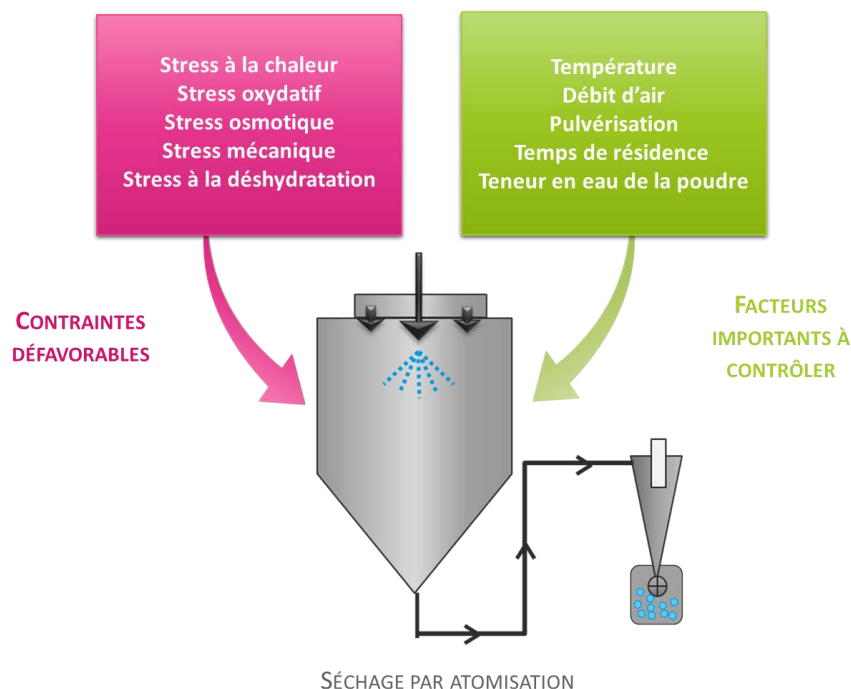 Stress à la chaleur
Stress oxydatif
Stress osmotique
Stress mécanique
Stress à la déshydratation
Température
Débit d'air
Pulvérisation
Temps de résidence
Teneur en eau de la poudre
CONTRAINTES
DÉFAVORABLES
FACTEURS
IMPORTANTS À
CONTRÔLER
SÉCHAGE PAR ATOMISATION